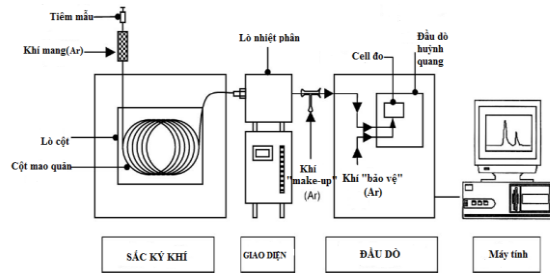 Tiêm mẫu
Khí mang(Ar)
Lò cột
Cột mao quản
Lò nhiệt phân
Khí
"make-up"
(Ar)
Đầu dò
huỳnh
quang
Cell đo
Khí "bảo vệ"
(Ar)
SẮC KÝ KHÍ
GIAO DIỆN
ĐẦU DÒ
Máy tính